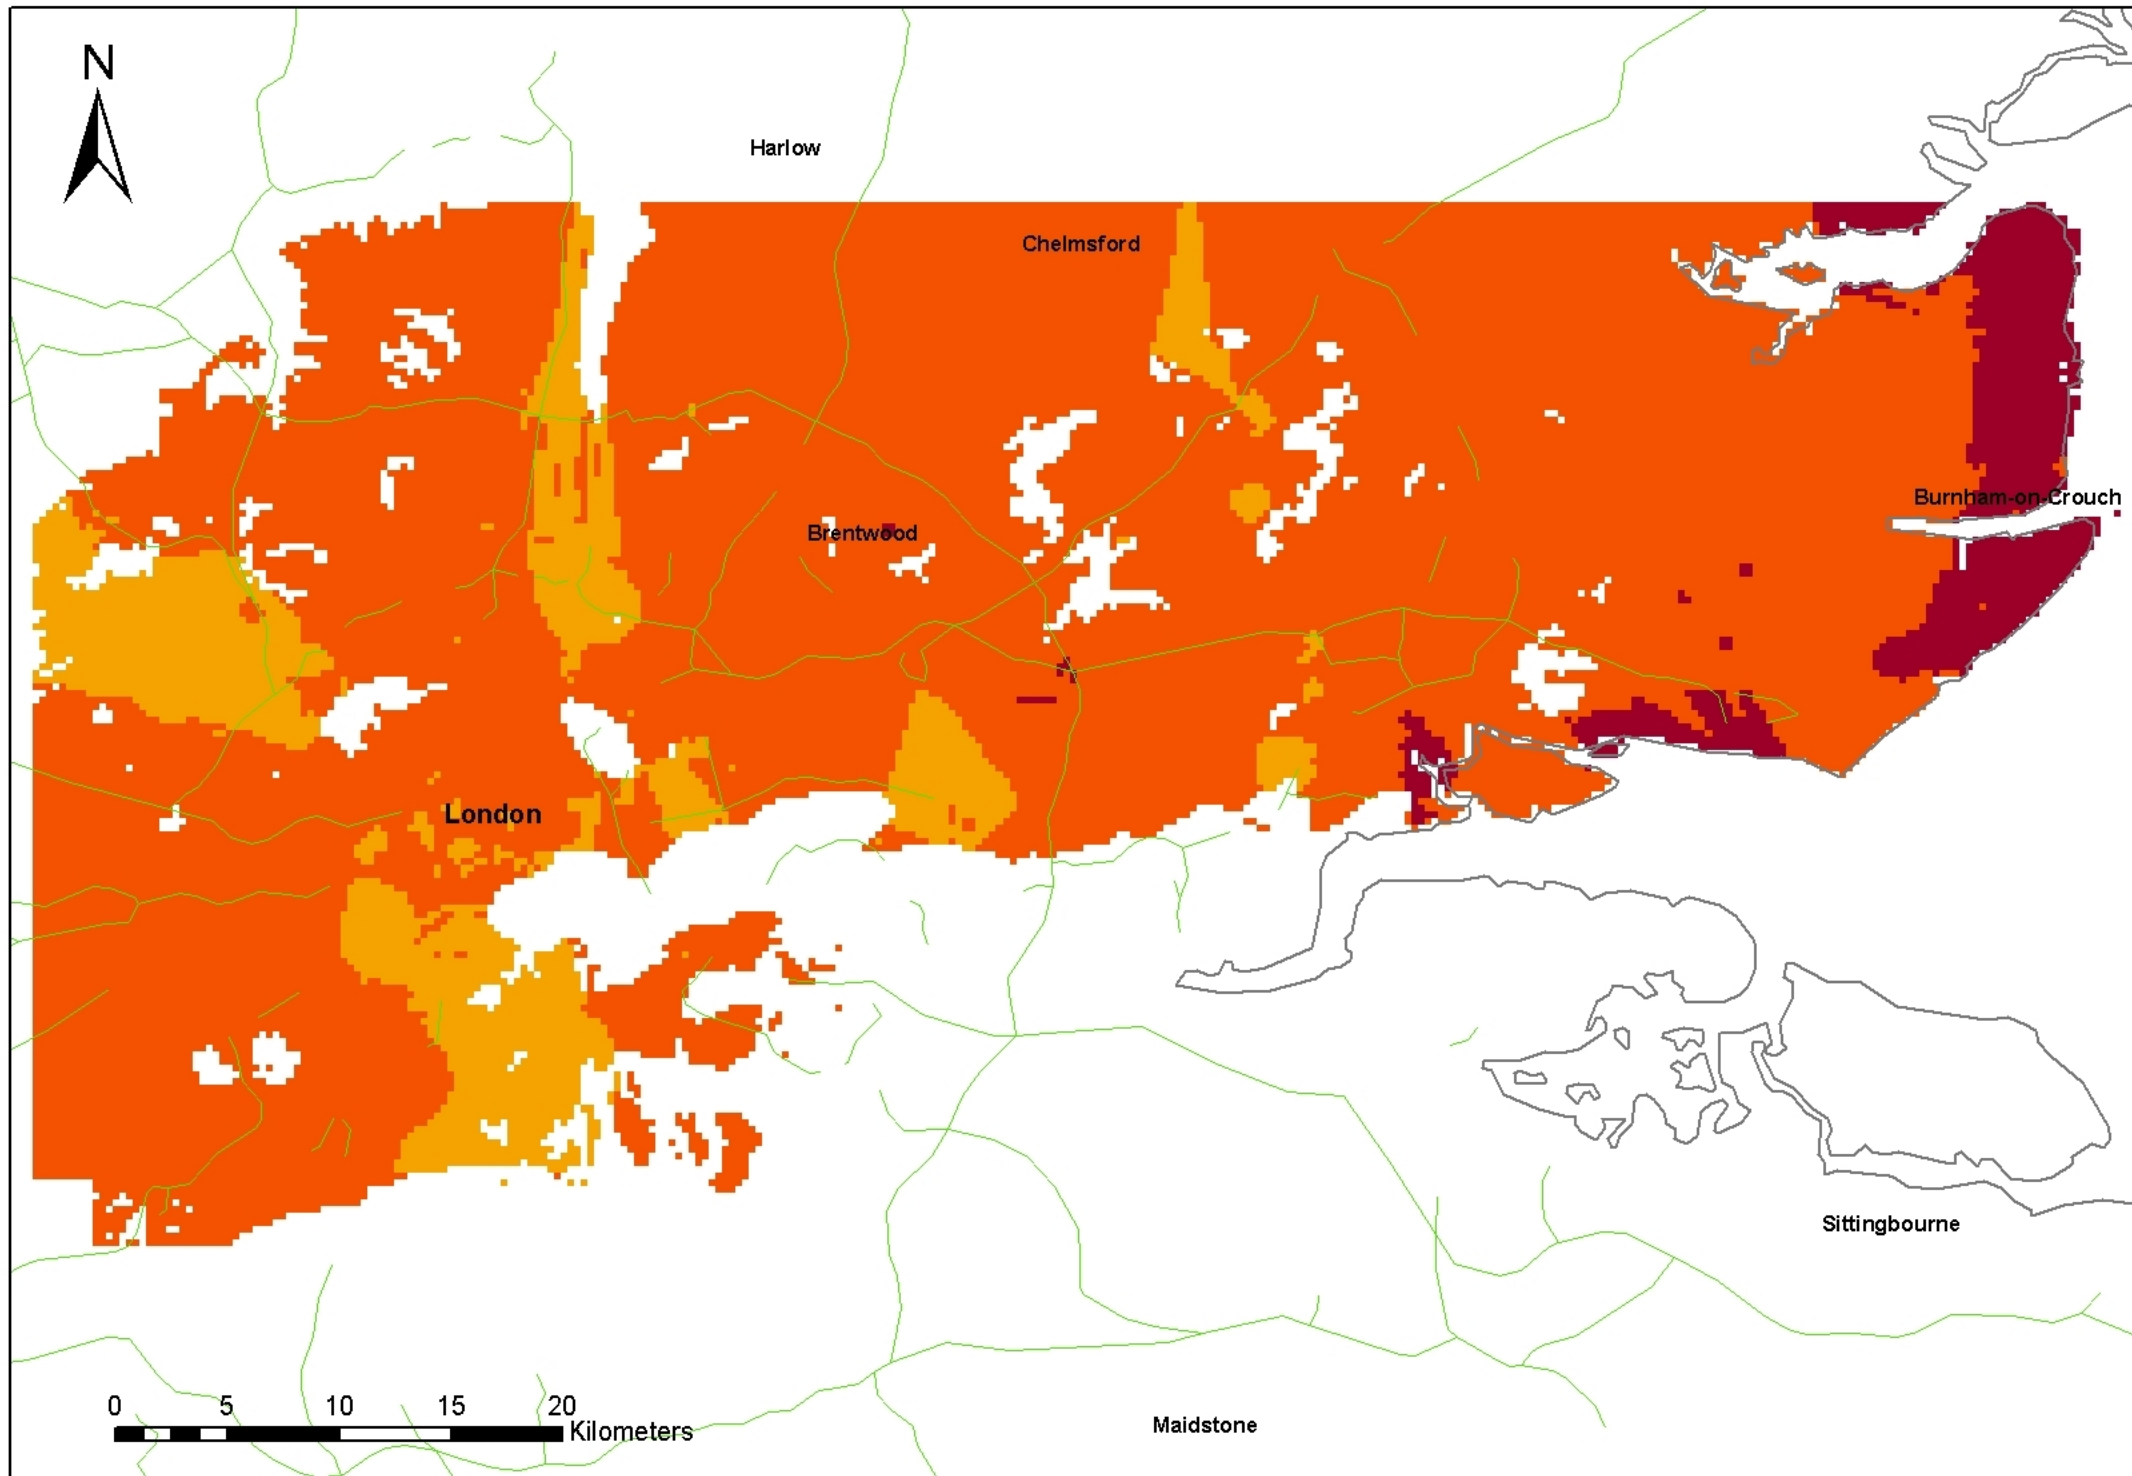 N
Harlow
Chelmsford
Burnham-on-Crouch
Brentwood
London
Sittingbourne
0 5 10 15 20
Kilometers
Maidstone